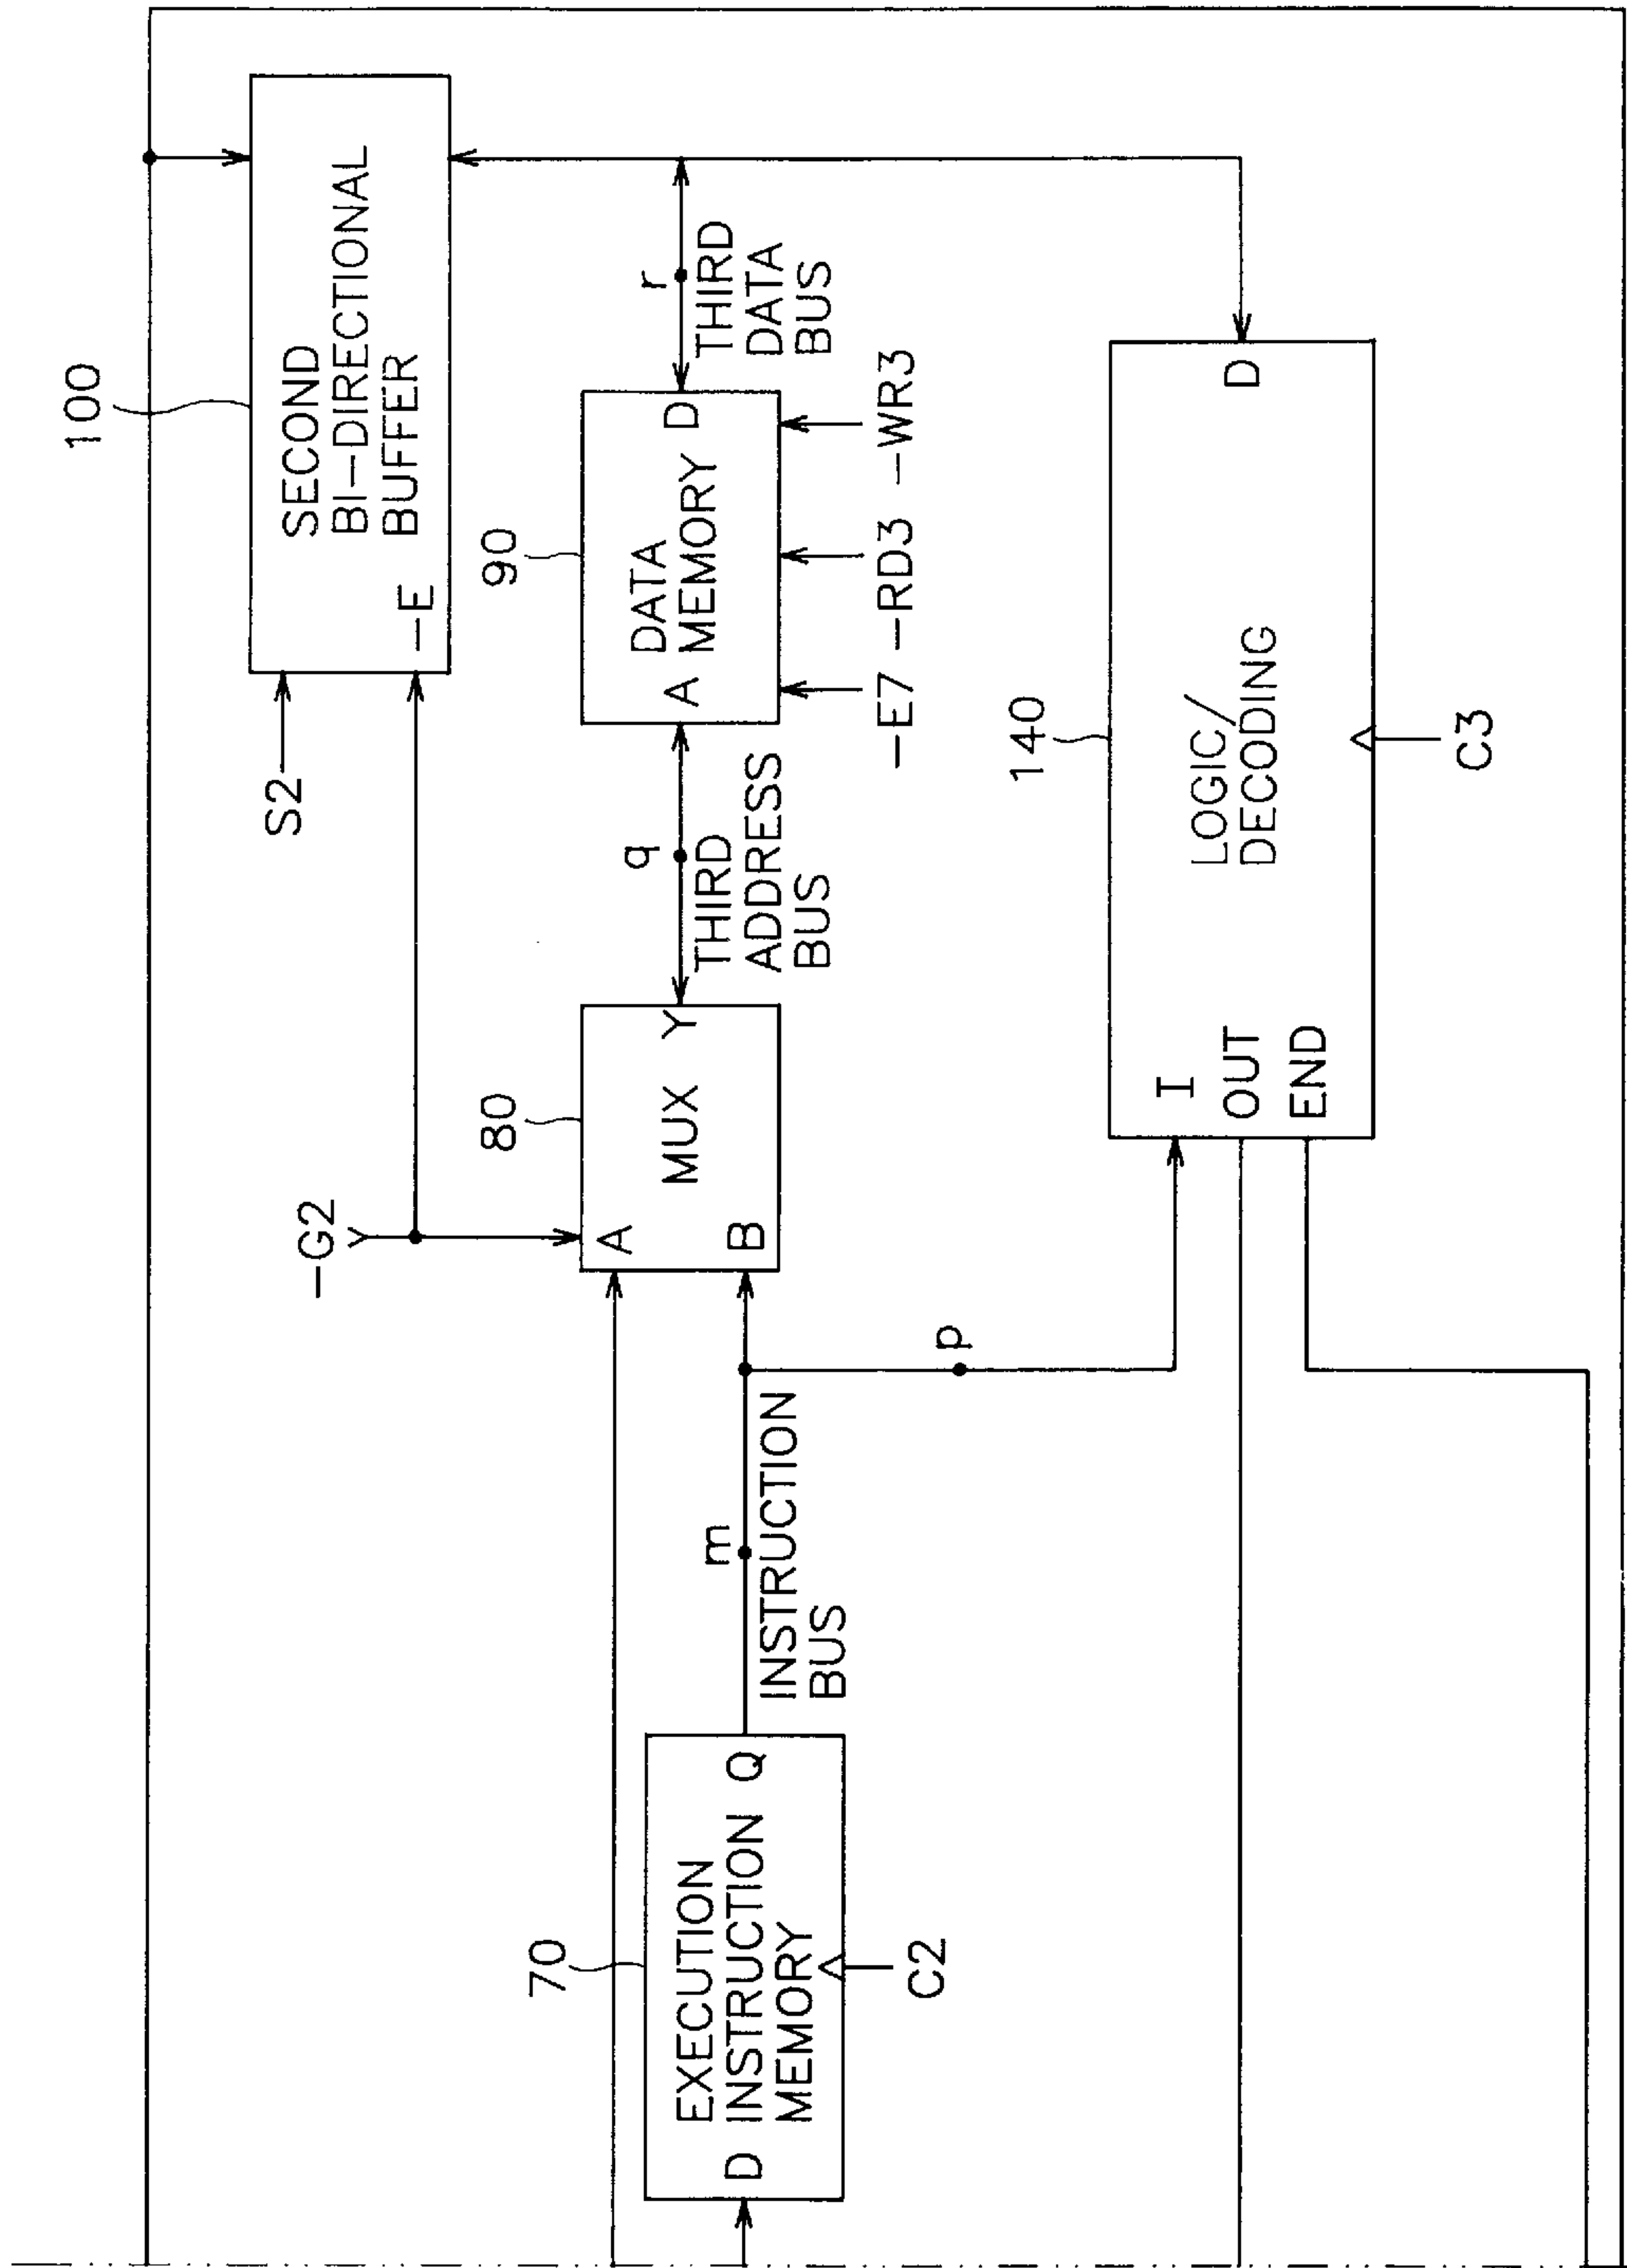 100
SECOND
BI-DIRECTIONAL
BUFFER
S2
-E
-G2
70
EXECUTION
D INSTRUCTION Q
MEMORY
C2
m
INSTRUCTION
BUS
80
A
MUX Y
B
q
THIRD
ADDRESS
BUS
90
DATA
A MEMORY D
-E7 -RD3 -WR3
r
THIRD
DATA
BUS
p
140
I
OUT
END
LOGIC/
DECODING
D
C3